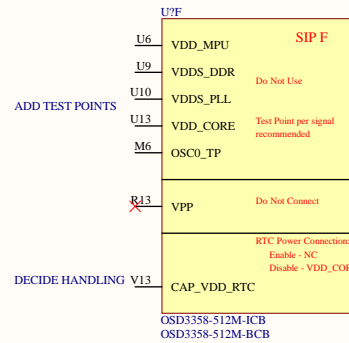 U?F
SIP F
U6 VDD_MPU
U9 VDDS_DDR
Do Not Use
U10 VDDS_PLL
ADD TEST POINTS
U13 VDD_CORE
Test Point per signal
recommended
M6 OSC0_TP
R13 VPP
Do Not Connect
RTC Power Connection:
Enable - NC
Disable - VDD_COR
DECIDE HANDLING
V13 CAP_VDD_RTC
OSD3358-512M-ICB
OSD3358-512M-BCB